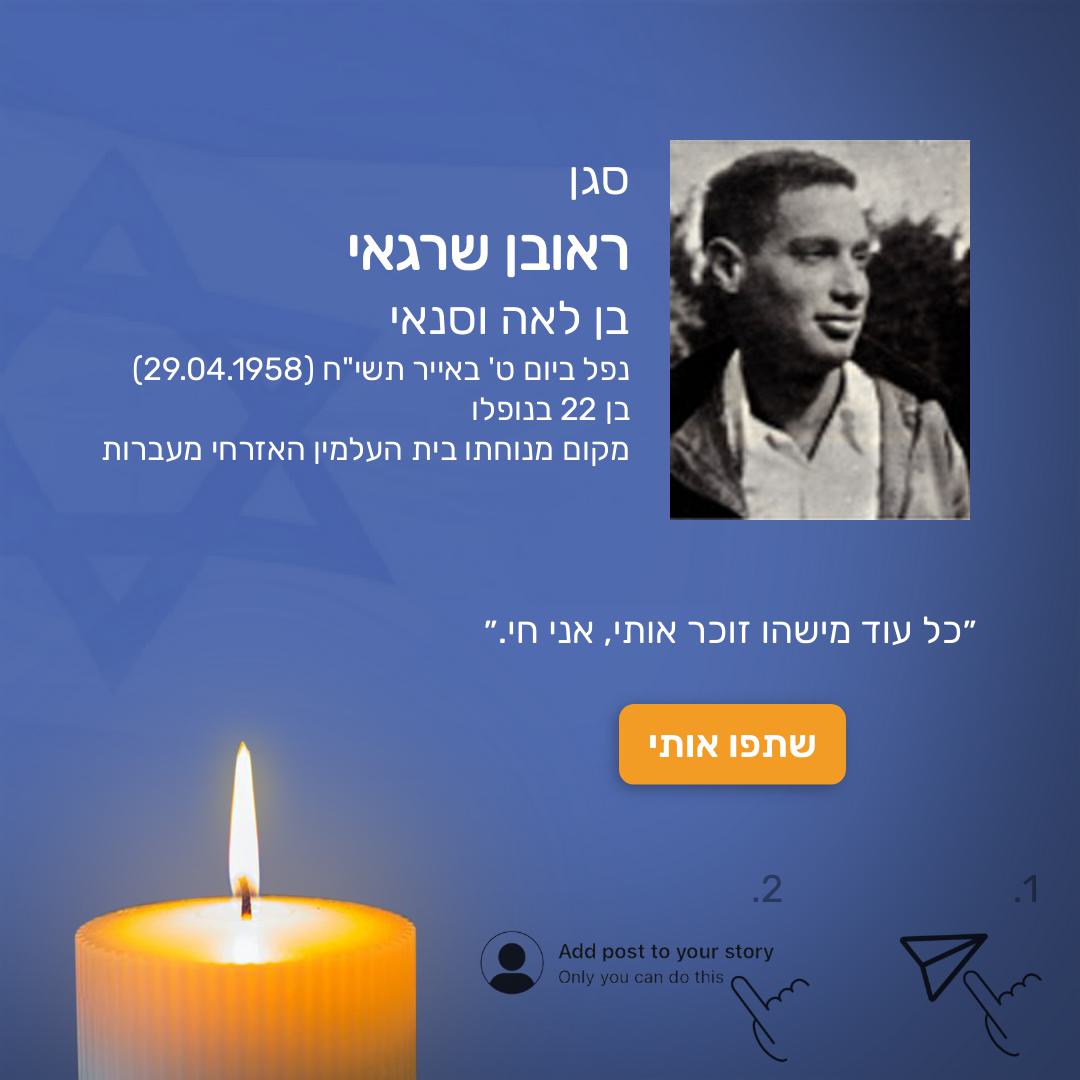 סגן
ראובן שרגאי
בן לאה וסנאי
נפל ביום ט' באייר תשי"ח (29.04.1958)
בן 22 בנופלו
מקום מנוחתו בית העלמין האזרחי מעברות
״כל עוד מישהו זוכר אותי, אני חי.״
שתפו אותי
1.
2.
Add post to your story
Only you can do this